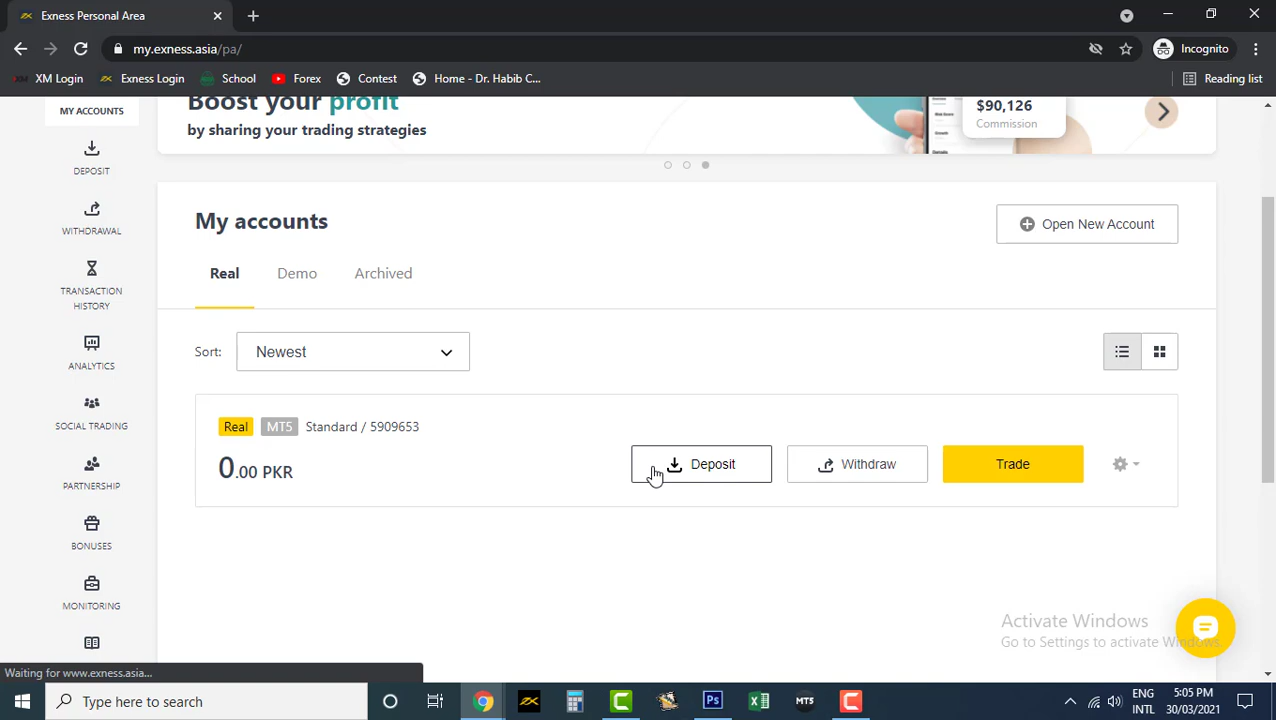 Exness Personal Area
my.exness.asia/pa/
Incognito
XM Login
Exness Login
School
Forex
Contest
Home - Dr. Habib C...
Reading list
MY ACCOUNTS
DEPOSIT
WITHDRAWAL
TRANSACTION
HISTORY
ANALYTICS
SOCIAL TRADING
PARTNERSHIP
BONUSES
MONITORING
Boost your profit
by sharing your trading strategies
$90,126
Commission
My accounts
Open New Account
Real
Demo
Archived
Sort:
Newest
Real MT5 Standard / 5909653
0.00 PKR
Deposit
Withdraw
Trade
Activate Windows
Go to Settings to activate Windows.
Waiting for www.exness.asia...
Type here to search
MT5
ENG
INTL
5:05 PM
30/03/2021